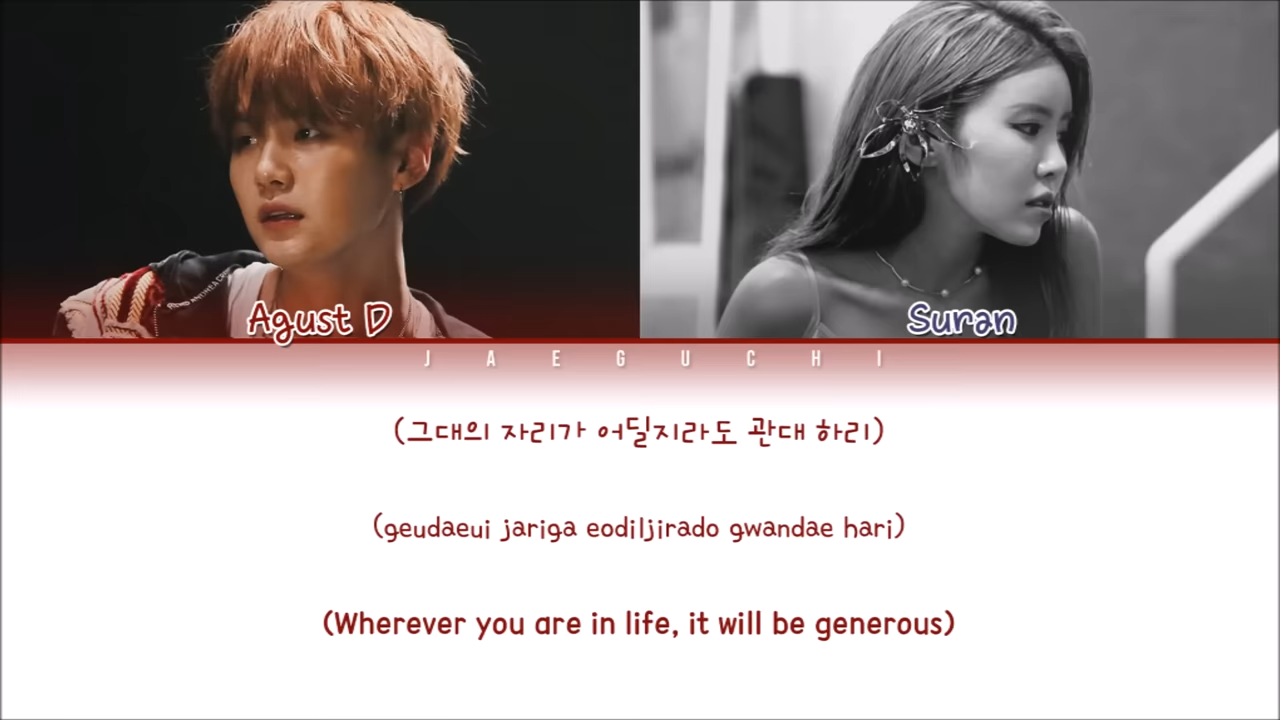 Agust D
Suran
JAEGUCHI
(그대의 자리가 어딜지라도 관대 하리)
(geudaeui jariga eodiljirado gwandae hari)
(Wherever you are in life, it will be generous)